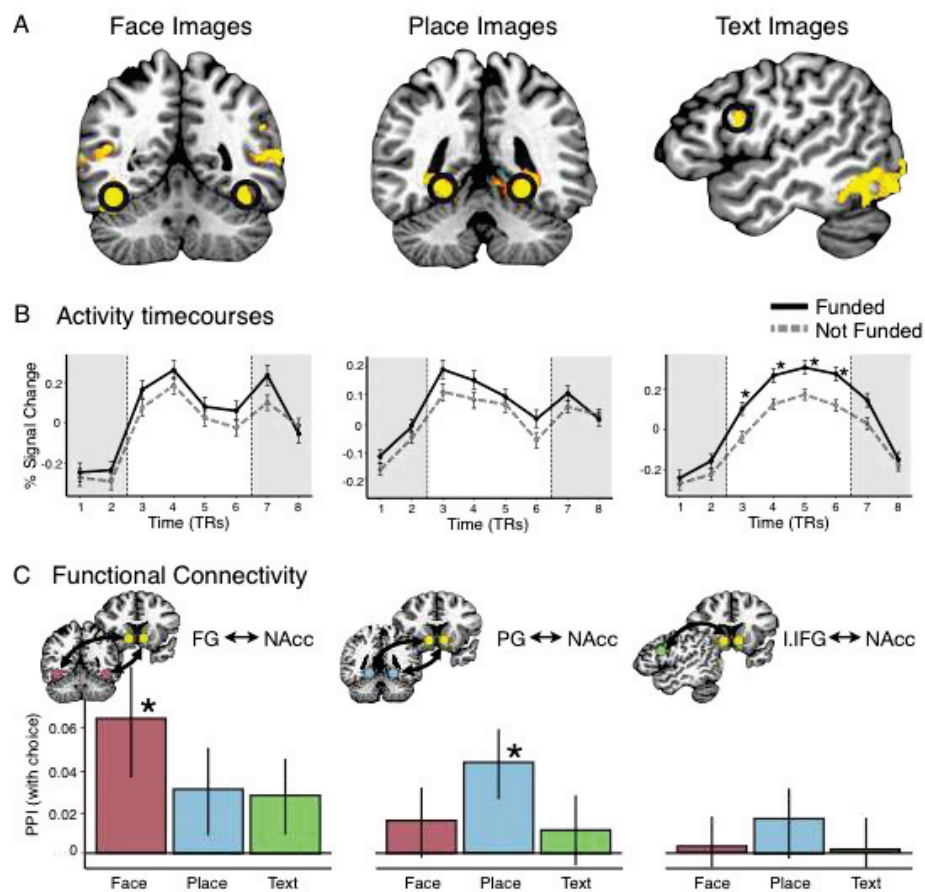 A Face Images Place Images Text Images
B Activity timecourses
Funded
Not Funded
% Signal Change
0.2
0
-0.2
1 2 3 4 5 6 7 8
Time (TRs)
0.2
0.1
0
-0.1
-0.2
1 2 3 4 5 6 7 8
Time (TRs)
0.2
0
-0.2
* * * *
1 2 3 4 5 6 7 8
Time (TRs)
C Functional Connectivity
FG ↔ NAcc
PG ↔ NAcc
l.IFG ↔ NAcc
PPI (with choice)
0.06
0.04
0.02
0
*
Face Place Text
*
Face Place Text
Face Place Text